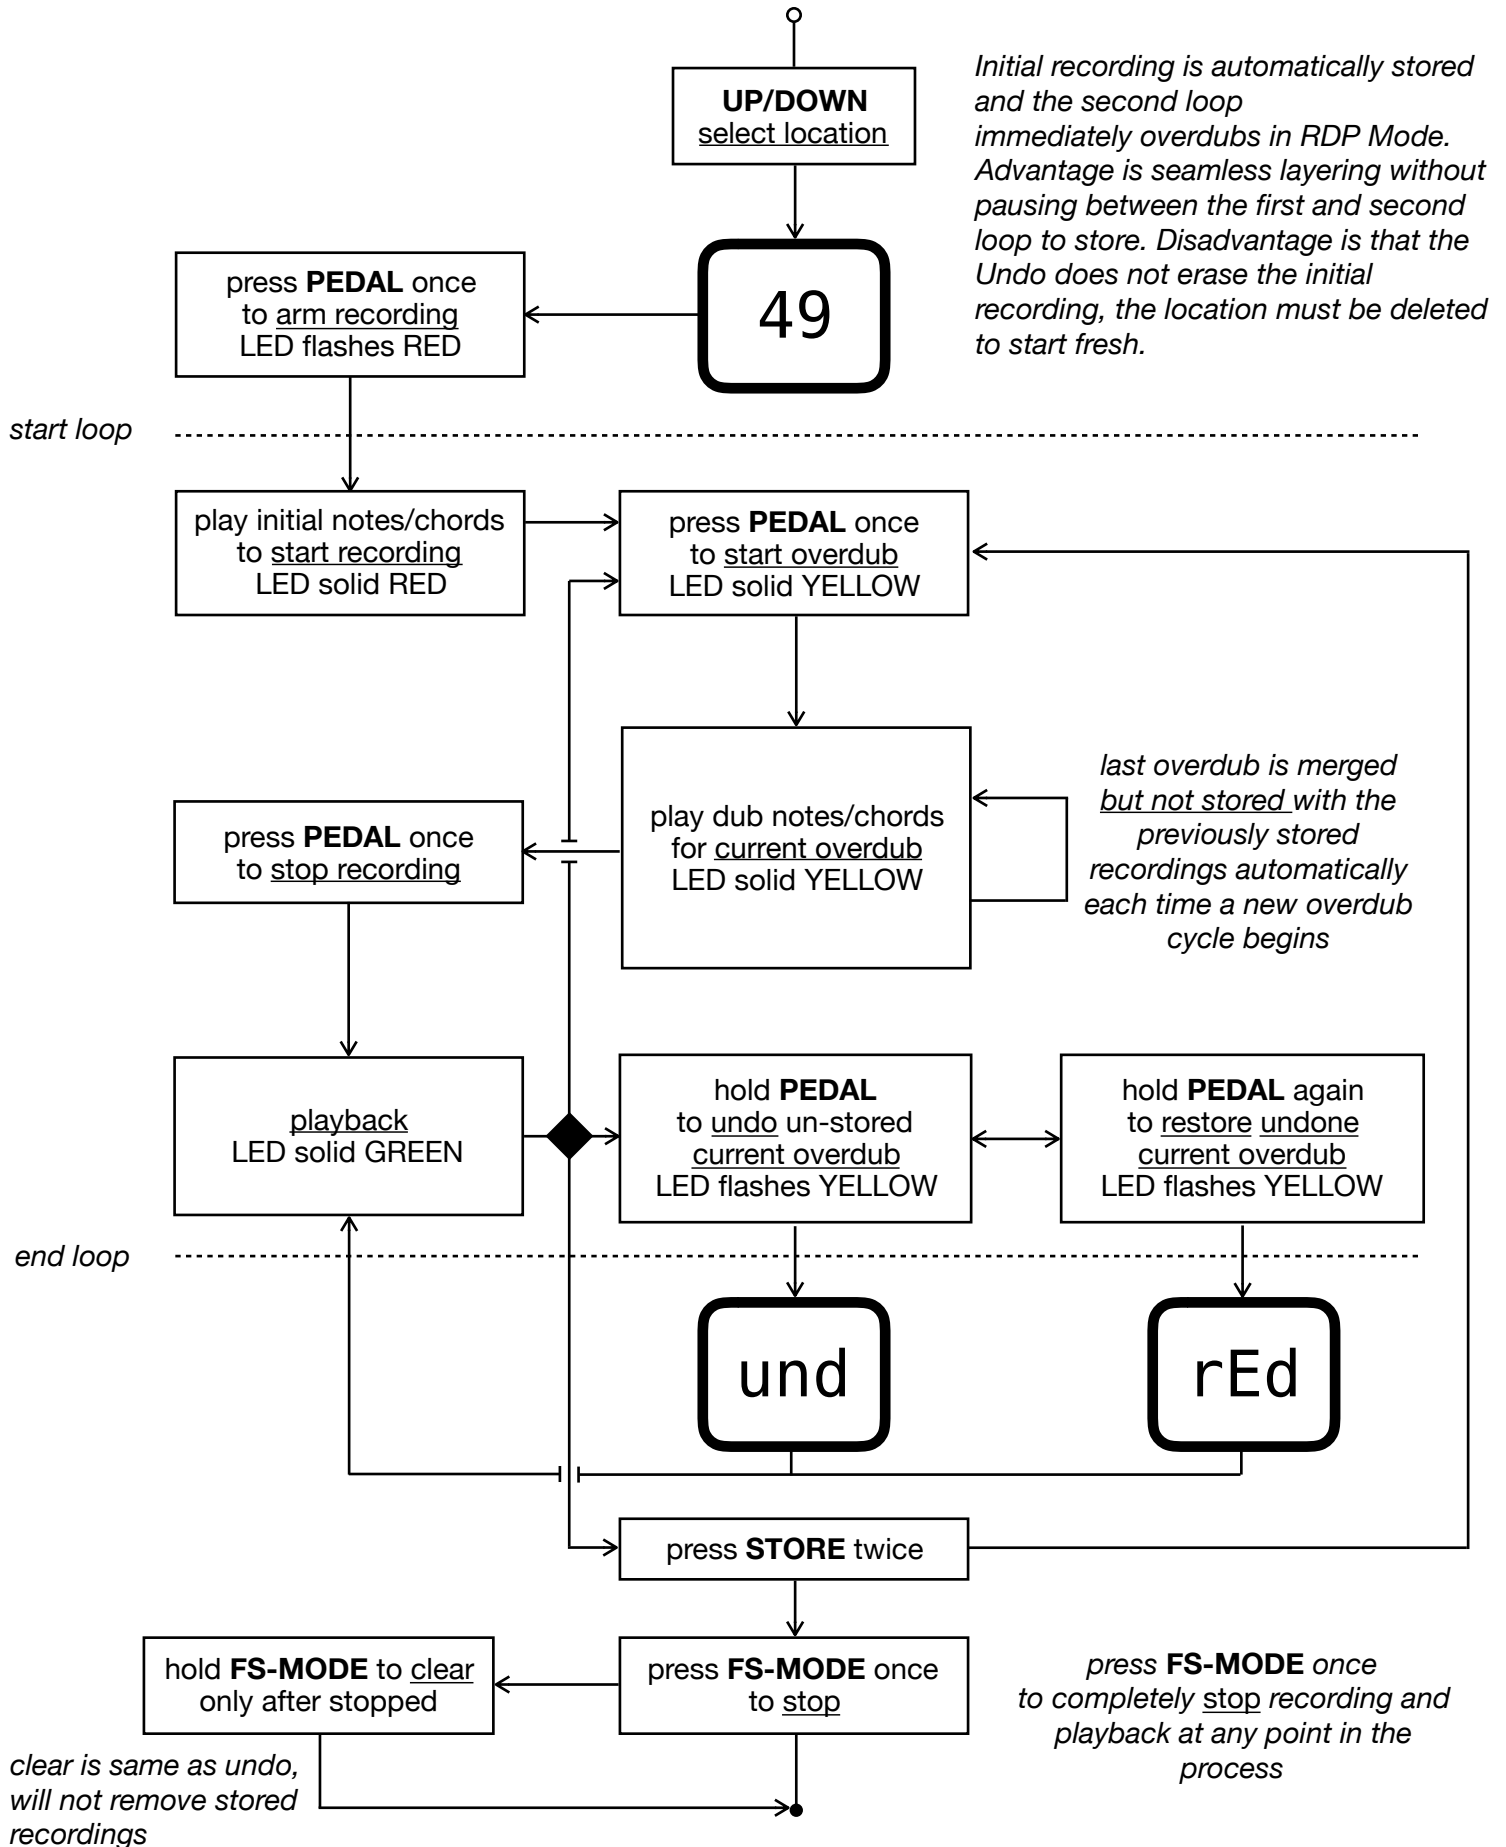 UP/DOWN
select location
Initial recording is automatically stored
and the second loop
immediately overdubs in RDP Mode.
Advantage is seamless layering without
pausing between the first and second
loop to store. Disadvantage is that the
Undo does not erase the initial
recording, the location must be deleted
to start fresh.
press PEDAL once
to arm recording
LED flashes RED
49
start loop
play initial notes/chords
to start recording
LED solid RED
press PEDAL once
to start overdub
LED solid YELLOW
press PEDAL once
to stop recording
play dub notes/chords
for current overdub
LED solid YELLOW
last overdub is merged
but not stored with the
previously stored
recordings automatically
each time a new overdub
cycle begins
playback
LED solid GREEN
hold PEDAL
to undo un-stored
current overdub
LED flashes YELLOW
hold PEDAL again
to restore undone
current overdub
LED flashes YELLOW
end loop
und
rEd
press STORE twice
hold FS-MODE to clear
only after stopped
press FS-MODE once
to stop
press FS-MODE once
to completely stop recording and
playback at any point in the
process
clear is same as undo,
will not remove stored
recordings